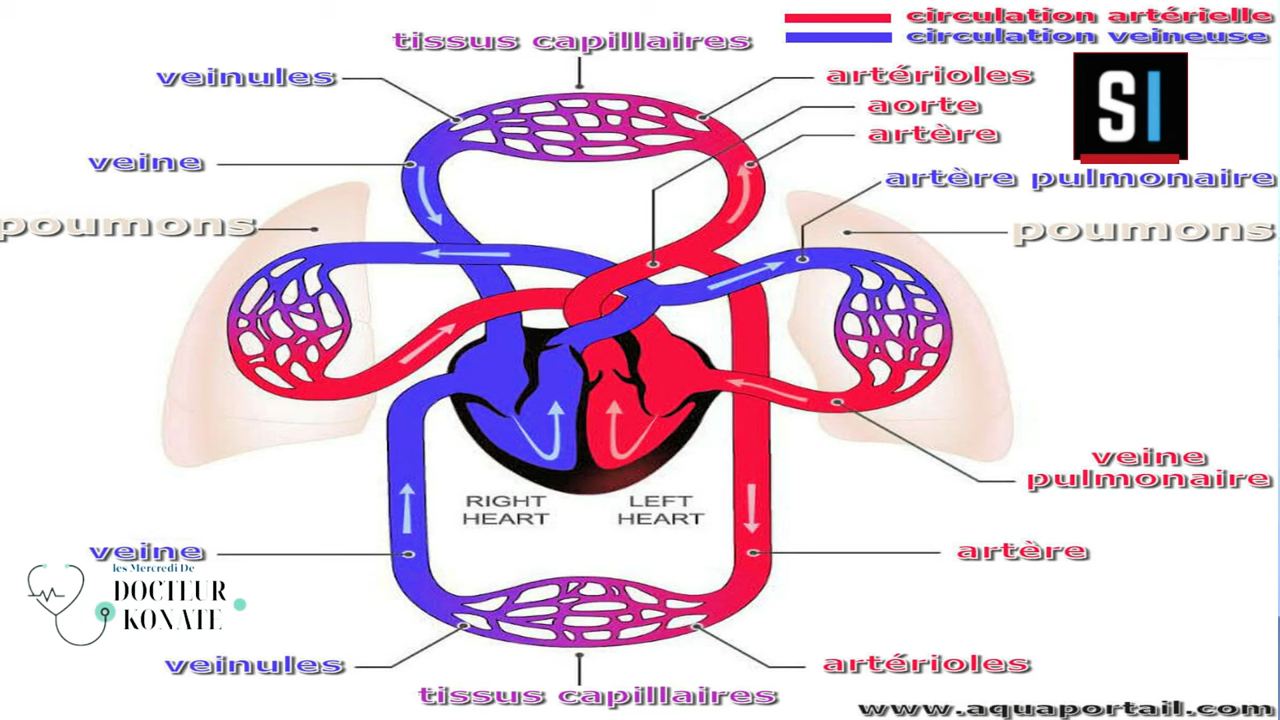 circulation artérielle
circulation veineuse
tissus capillaires
veinules
artérioles
aorte
artère
SI
veine
artère pulmonaire
poumons
poumons
veine
pulmonaire
RIGHT
HEART
LEFT
HEART
veine
artère
les Mercredi De
DOCTEUR
KONATE
veinules
artérioles
tissus capillaires
www.aquaportail.com